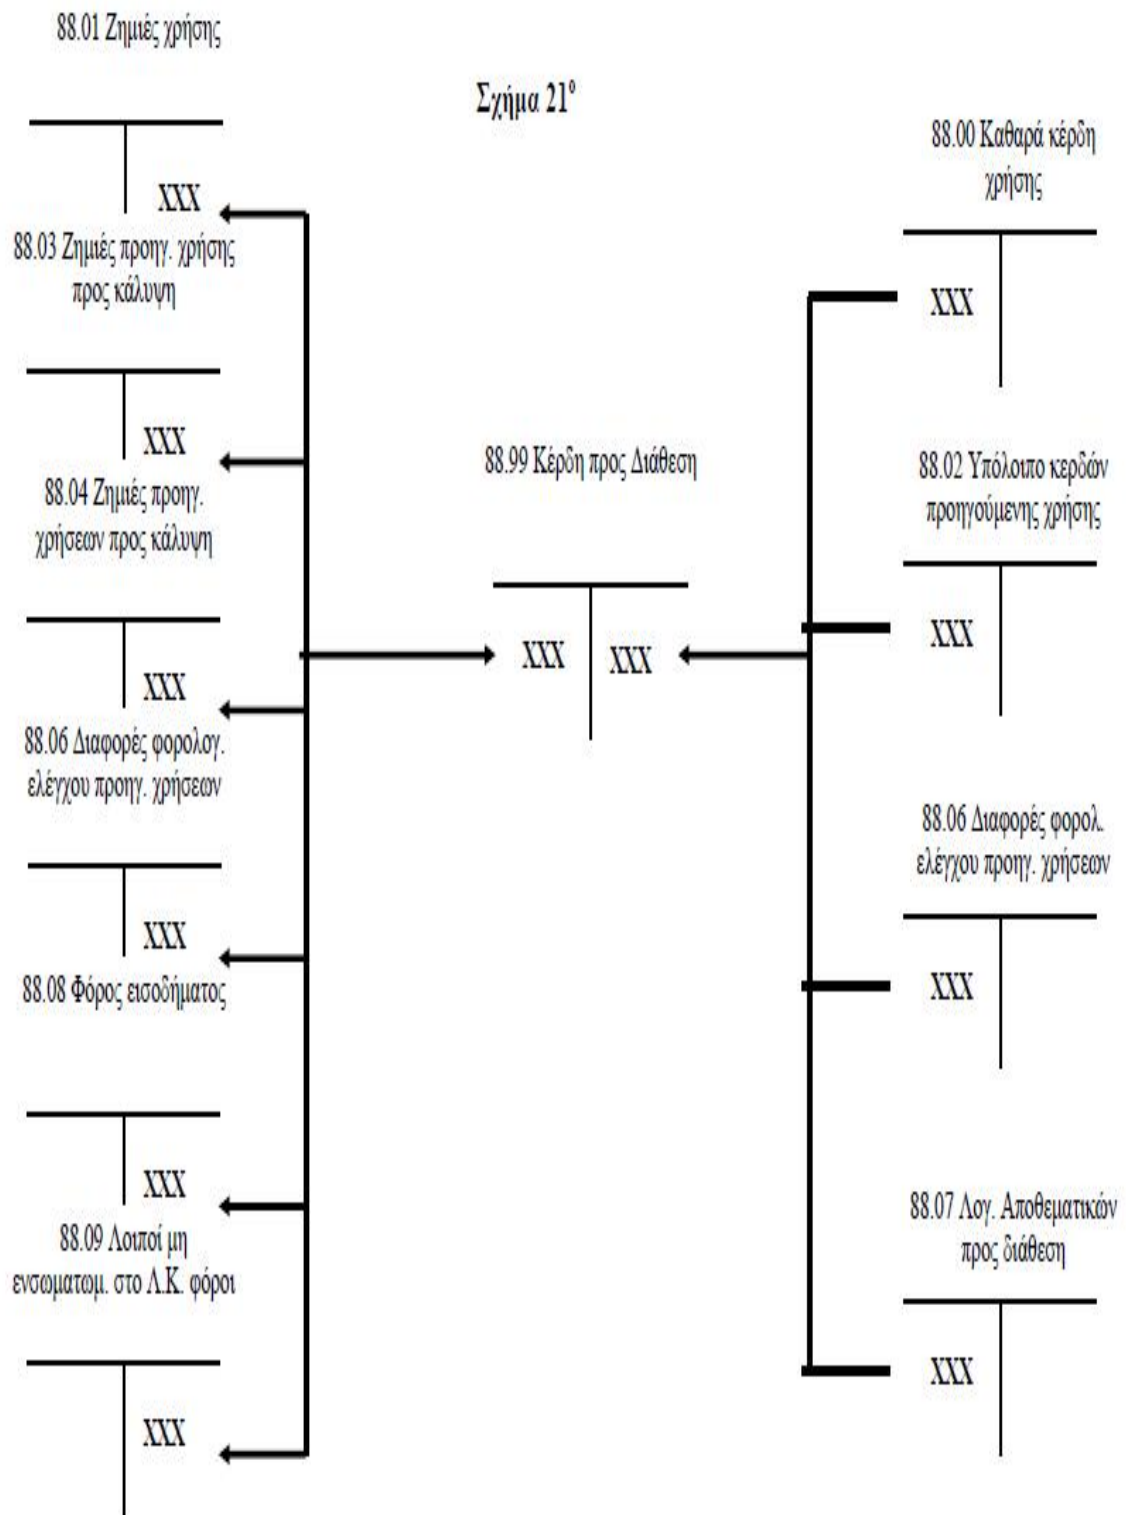 88.01 Ζημιές χρήσης
Σχήμα 21º
88.00 Καθαρά κέρδη
χρήσης
XXX
88.03 Ζημιές προηγ. χρήσης
προς κάλυψη
XXX
XXX
88.04 Ζημιές προηγ.
χρήσεων προς κάλυψη
88.99 Κέρδη προς Διάθεση
88.02 Υπόλοιπο κερδών
προηγούμενης χρήσης
XXX
XXX
XXX
XXX
88.06 Διαφορές φορολογ.
ελέγχου προηγ. χρήσεων
XXX
88.06 Διαφορές φορολ.
ελέγχου προηγ. χρήσεων
XXX
88.08 Φόρος εισοδήματος
XXX
88.09 Λοιποί μη
ενσωματωμ. στο Λ.Κ. φόροι
XXX
88.07 Λογ. Αποθεματικών
προς διάθεση
XXX
XXX